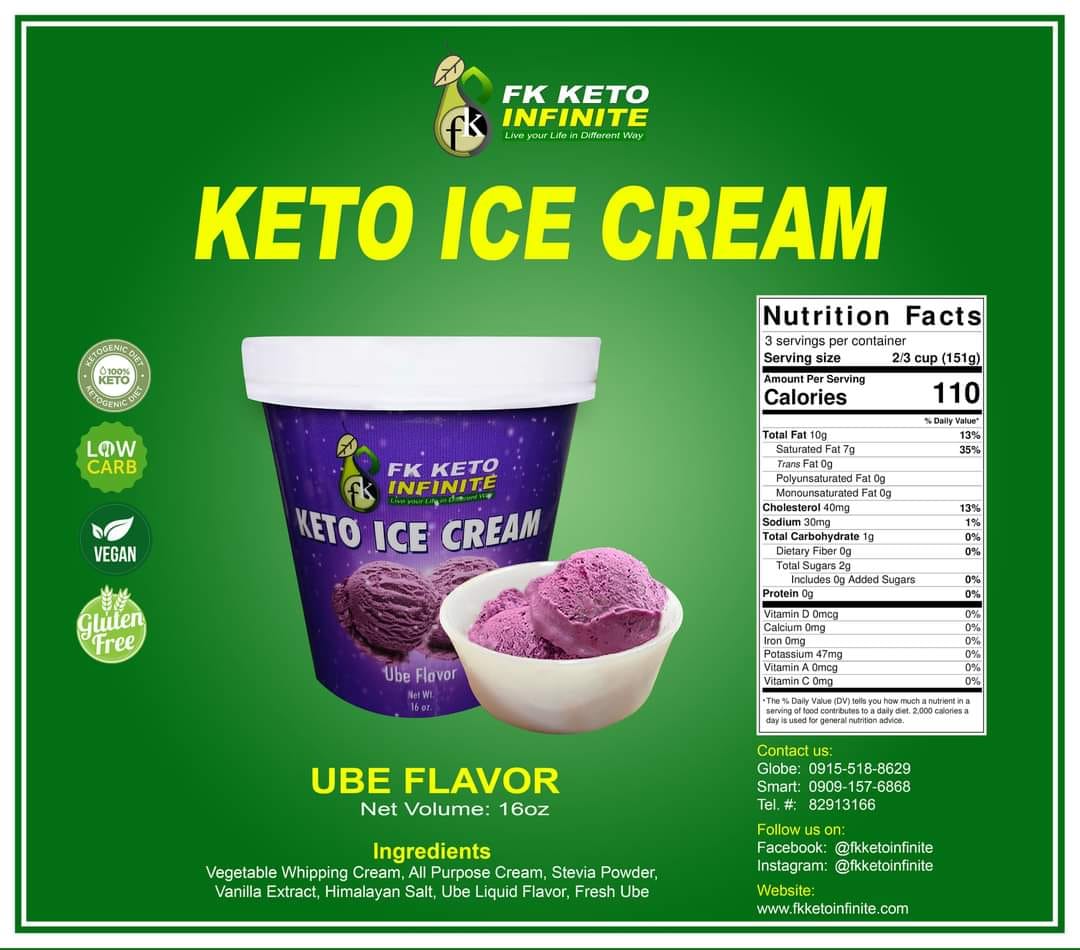 fk
FK KETO
INFINITE
Live your Life in Different Way
KETO ICE CREAM
KETOGENIC DIET
100%
KETO
KETOGENIC DIET
LOW
CARB
VEGAN
Gluten
Free
fk
FK KETO
INFINITE
Live your Life in Different Way
KETO ICE CREAM
Ube Flavor
Net Wt.
16 oz.
Nutrition Facts
3 servings per container
Serving size 2/3 cup (151g)
Amount Per Serving
Calories 110
% Daily Value*
Total Fat 10g 13%
Saturated Fat 7g 35%
Trans Fat 0g
Polyunsaturated Fat 0g
Monounsaturated Fat 0g
Cholesterol 40mg 13%
Sodium 30mg 1%
Total Carbohydrate 1g 0%
Dietary Fiber 0g 0%
Total Sugars 2g
Includes 0g Added Sugars 0%
Protein 0g 0%
Vitamin D 0mcg 0%
Calcium 0mg 0%
Iron 0mg 0%
Potassium 47mg 0%
Vitamin A 0mcg 0%
Vitamin C 0mg 0%
*The % Daily Value (DV) tells you how much a nutrient in a
serving of food contributes to a daily diet. 2,000 calories a
day is used for general nutrition advice.
UBE FLAVOR
Net Volume: 16oz
Ingredients
Vegetable Whipping Cream, All Purpose Cream, Stevia Powder,
Vanilla Extract, Himalayan Salt, Ube Liquid Flavor, Fresh Ube
Contact us:
Globe: 0915-518-8629
Smart: 0909-157-6868
Tel. #: 82913166
Follow us on:
Facebook: @fkketoinfinite
Instagram: @fkketoinfinite
Website:
www.fkketoinfinite.com